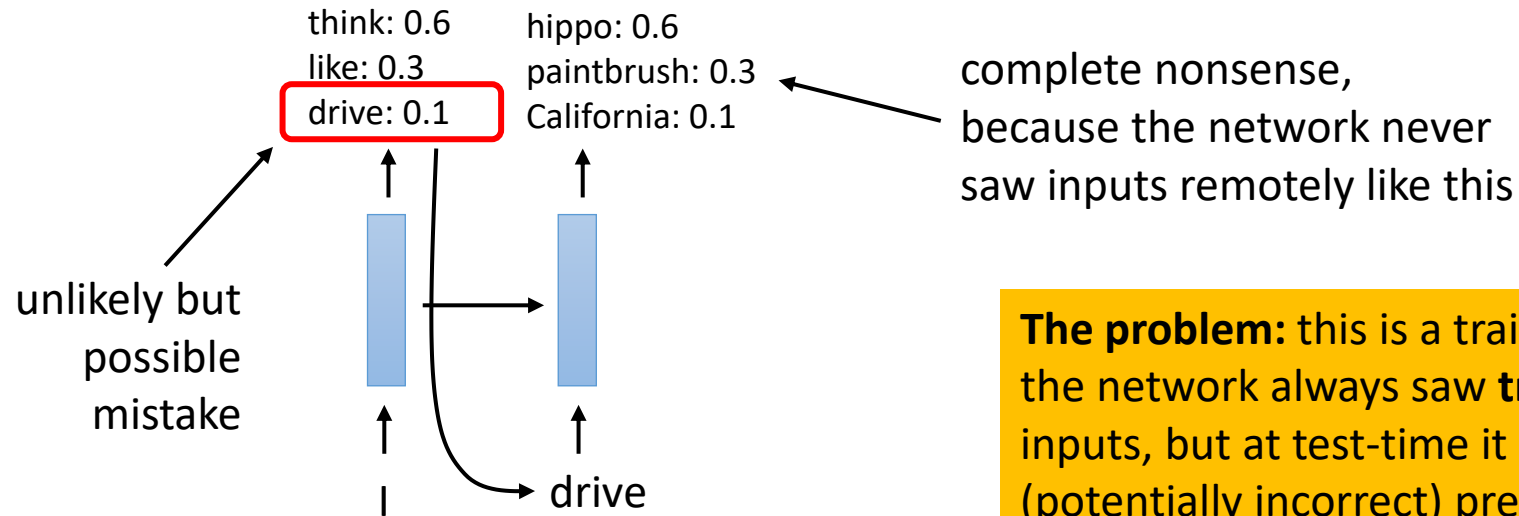 think: 0.6
like: 0.3
drive: 0.1
hippo: 0.6
paintbrush: 0.3
California: 0.1
complete nonsense,
because the network never
saw inputs remotely like this
unlikely but
possible
mistake
I
drive
The problem: this is a
the network always saw
inputs, but at test-time it
(potentially incorrect)